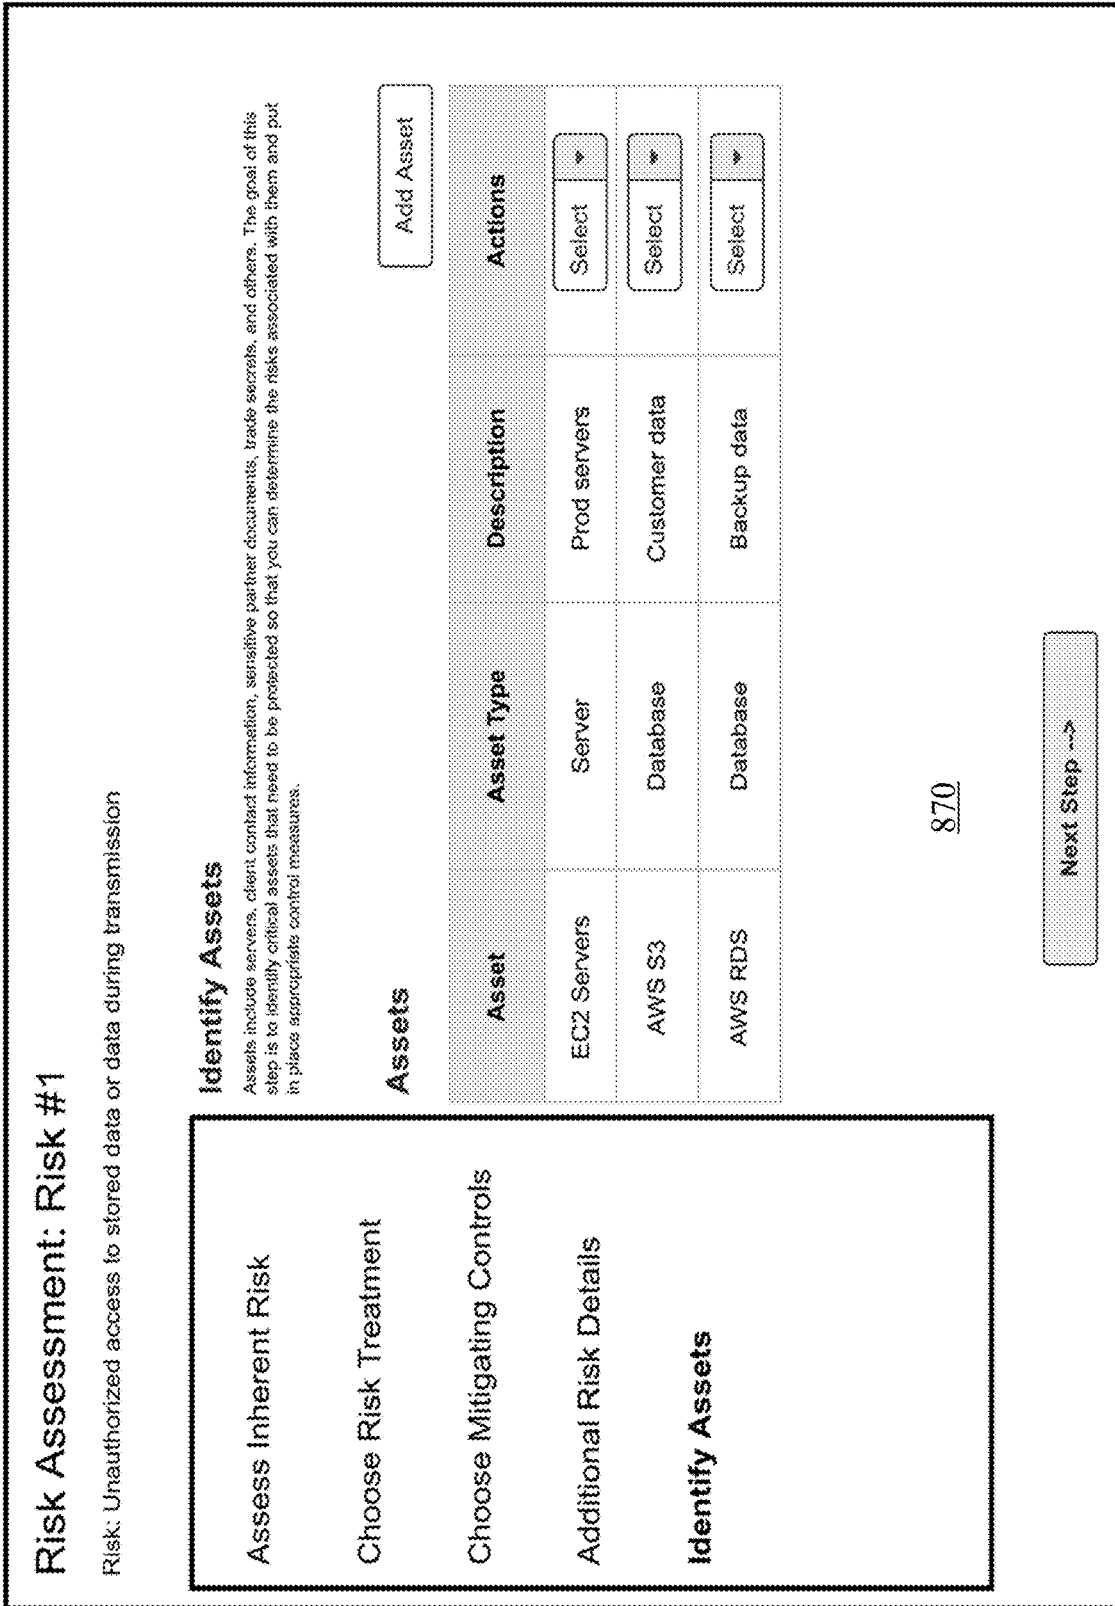 Risk Assessment: Risk #1
Risk: Unauthorized access to stored data or data during transmission
Assess Inherent Risk
Choose Risk Treatment
Choose Mitigating Controls
Additional Risk Details
Identify Assets
Identify Assets
Assets include servers, client contact information, sensitive partner documents, trade secrets, and others. The goal of this
step is to identify critical assets that need to be protected so that you can determine the risks associated with them and put
in place appropriate control measures.
Assets
Add Asset
Asset Asset Type Description Actions
EC2 Servers Server Prod servers Select
AWS S3 Database Customer data Select
AWS RDS Database Backup data Select
870
Next Step -->